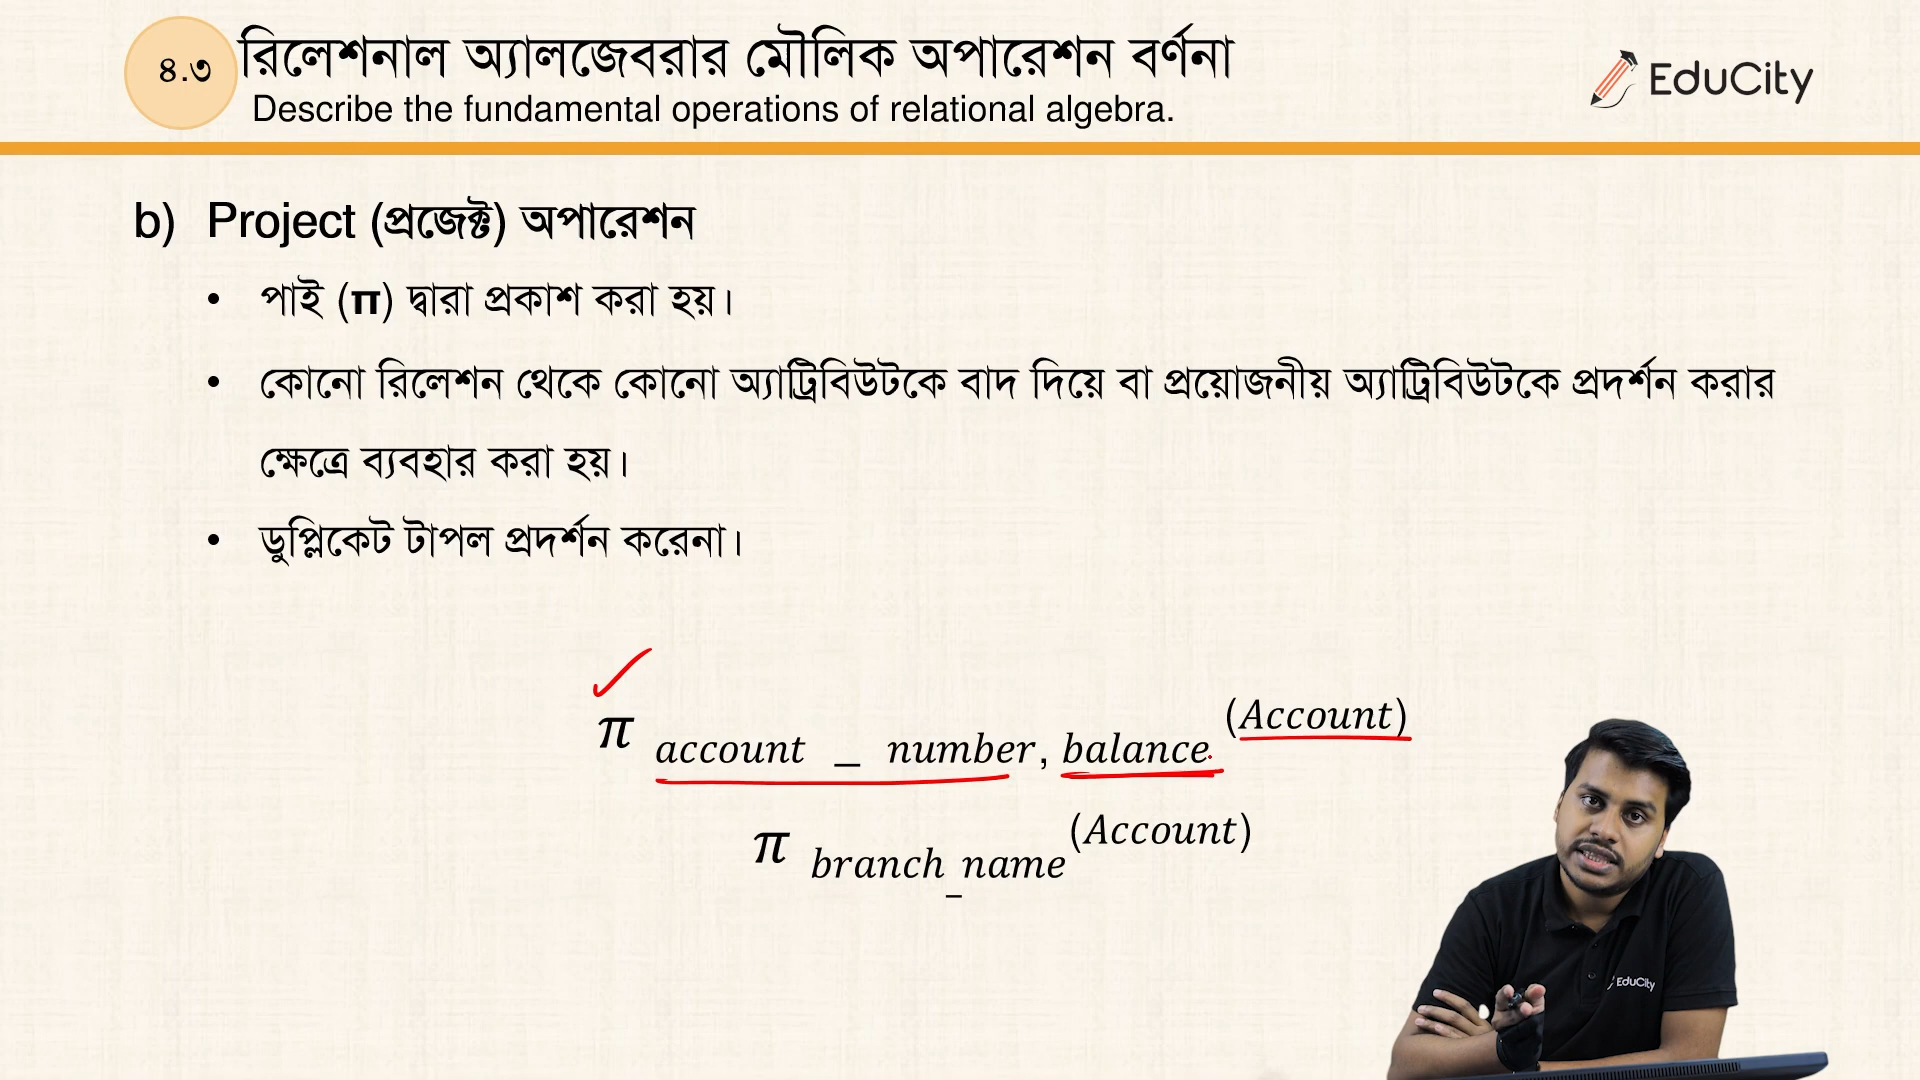 ৪.৩
রিলেশনাল অ্যালজেবরার মৌলিক অপারেশন বর্ণনা
Describe the fundamental operations of relational algebra.
EduCity
b) Project (প্রজেক্ট) অপারেশন
• পাই (π) দ্বারা প্রকাশ করা হয়।
• কোনো রিলেশন থেকে কোনো অ্যাট্রিবিউটকে বাদ দিয়ে বা প্রয়োজনীয় অ্যাট্রিবিউটকে প্রদর্শন করার
ক্ষেত্রে ব্যবহার করা হয়।
• ডুপ্লিকেট টাপল প্রদর্শন করেনা।
π account _ number, balance (Account)
π branch_name (Account)
EduCity